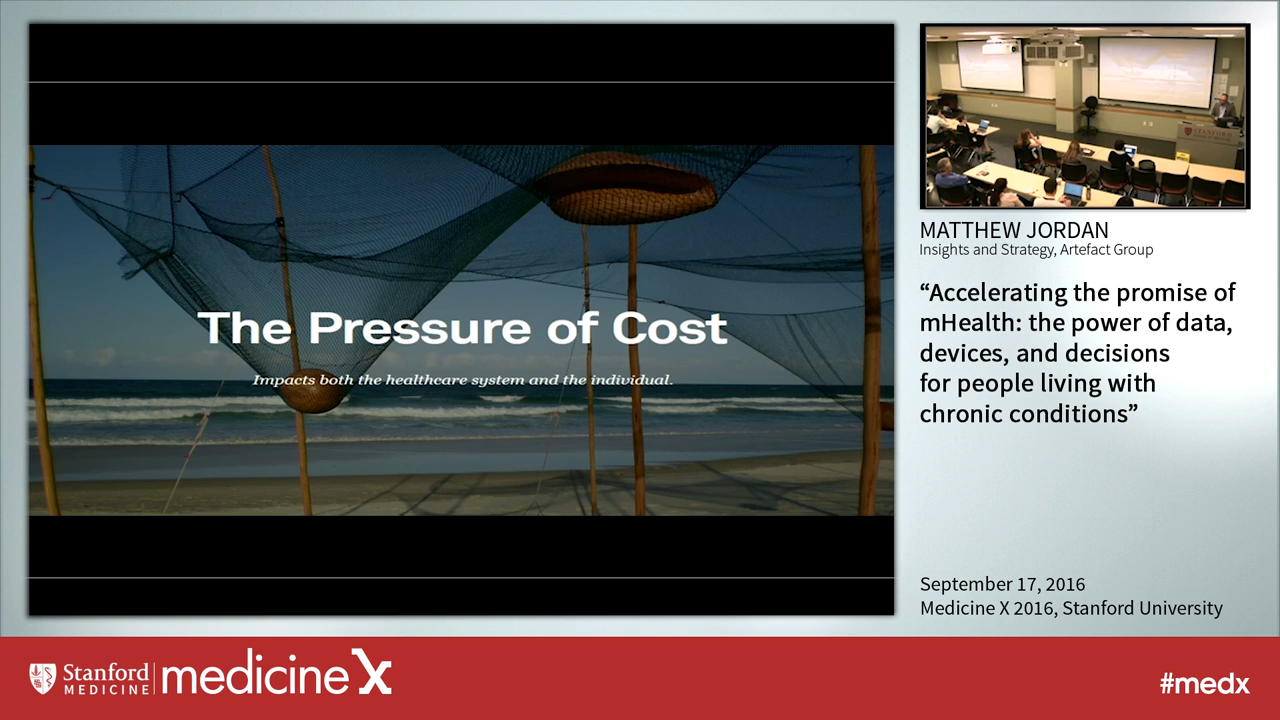 The Pressure of Cost
Impacts both the healthcare system and the individual.
STANFORD
MATTHEW JORDAN
Insights and Strategy, Artefact Group
“Accelerating the promise of
mHealth: the power of data,
devices, and decisions
for people living with
chronic conditions”
September 17, 2016
Medicine X 2016, Stanford University
Stanford
MEDICINE
medicine X
#medx